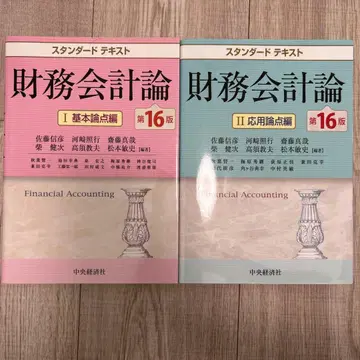 スタンダード テキスト
財務会計論
I 基本論点編
第16版
佐藤信彦 河﨑照行 齋藤真哉
柴 健次 高須教夫 松本敏史 [編著]
Financial Accounting
中央経済社
スタンダード テキスト
財務会計論
II 応用論点編
第16版
佐藤信彦 河﨑照行 齋藤真哉
柴 健次 高須教夫 松本敏史 [編著]
Financial Accounting
中央経済社